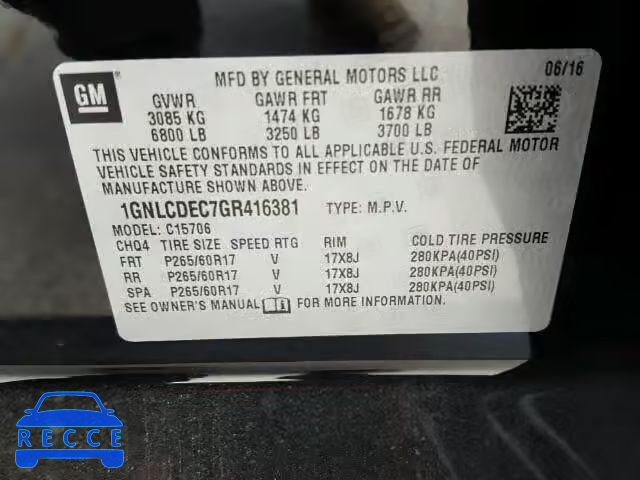 GM
MFD BY GENERAL MOTORS LLC 06/16
GVWR GAWR FRT GAWR RR
3085 KG 1474 KG 1678 KG
6800 LB 3250 LB 3700 LB
THIS VEHICLE CONFORMS TO ALL APPLICABLE U.S. FEDERAL MOTOR
VEHICLE SAFETY STANDARDS IN EFFECT ON THE DATE OF
MANUFACTURE SHOWN ABOVE.
1GNLCDEC7GR416381 TYPE: M.P.V.
MODEL: C15706
CHQ4 TIRE SIZE SPEED RTG RIM COLD TIRE PRESSURE
FRT P265/60R17 V 17X8J 280KPA(40PSI)
RR P265/60R17 V 17X8J 280KPA(40PSI)
SPA P265/60R17 V 17X8J 280KPA(40PSI)
SEE OWNER'S MANUAL FOR MORE INFORMATION.
RECCE